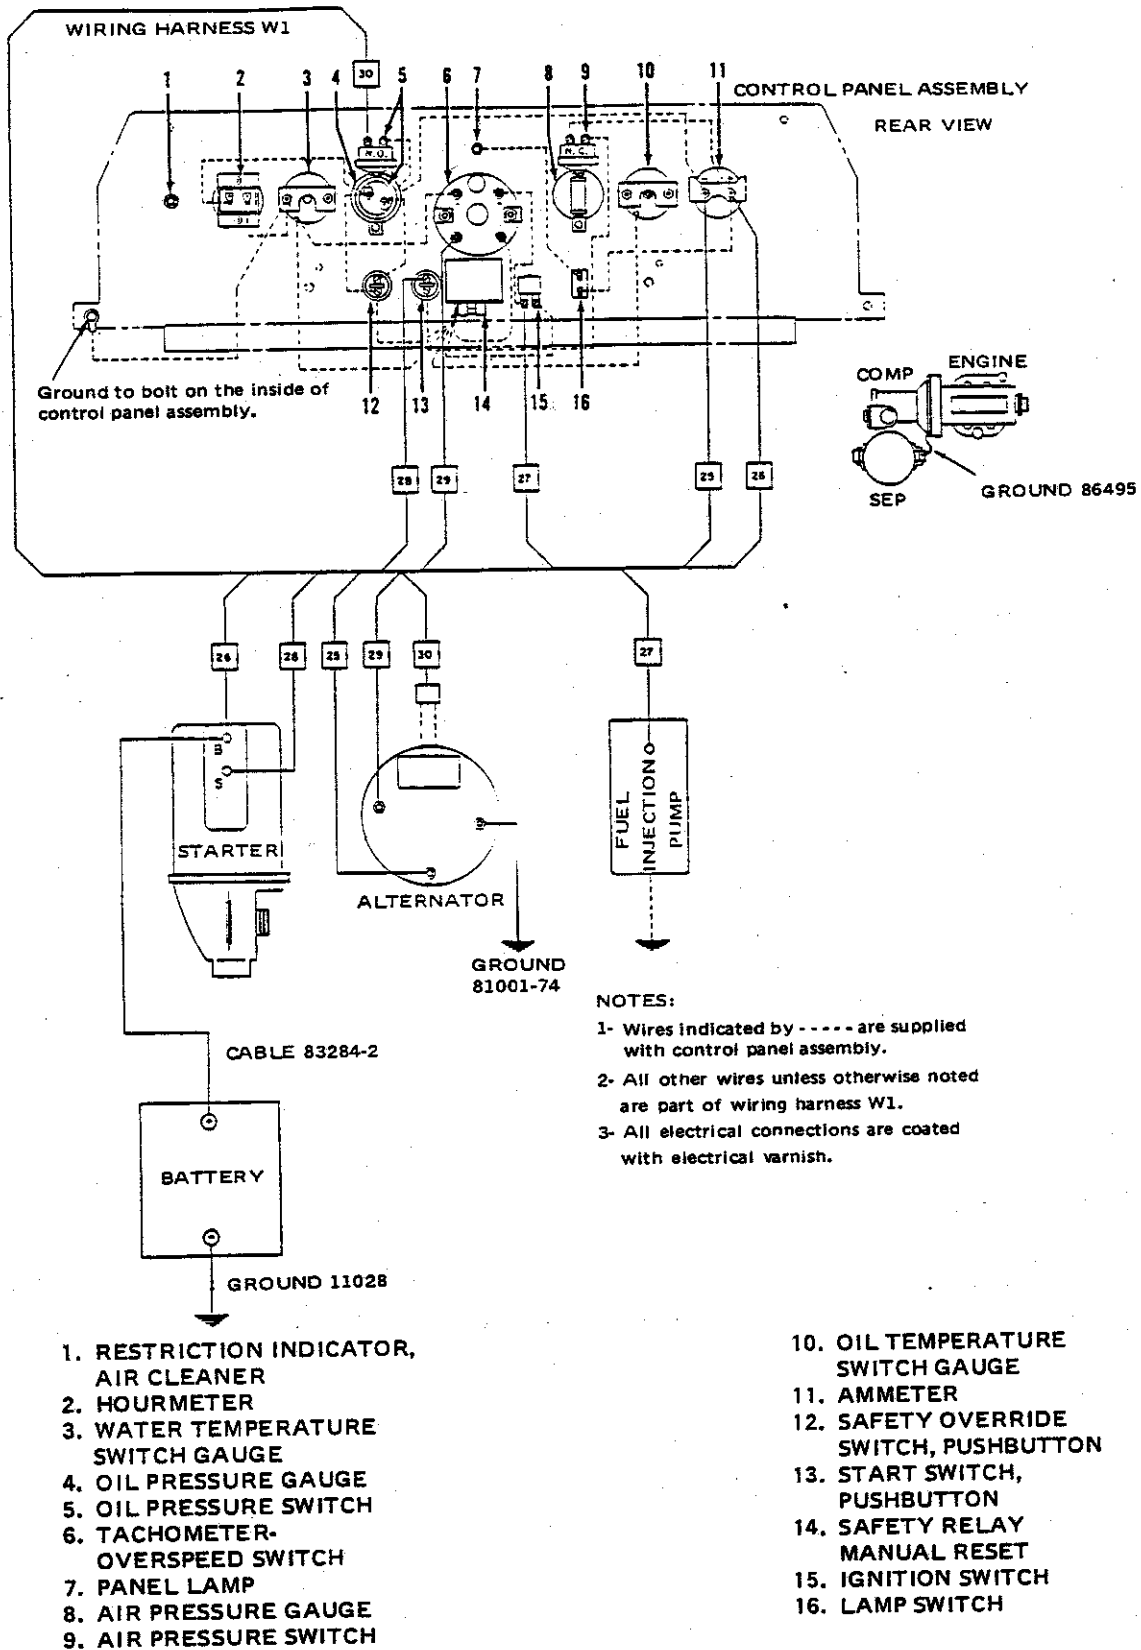 WIRING HARNESS W1
30
1 2 3 4 5 6 7 8 9 10 11
CONTROL PANEL ASSEMBLY
REAR VIEW
N.O.
N.C.
Ground to bolt on the inside of
control panel assembly.
12 13 14 15 16
COMP
ENGINE
SEP
GROUND 86495
28 29 27 25 26
26 28 25 29 30 27
B
S
STARTER
ALTERNATOR
FUEL
INJECTION
PUMP
GROUND
81001-74
CABLE 83284-2
BATTERY
GROUND 11028
NOTES:
1- Wires indicated by ----- are supplied
with control panel assembly.
2- All other wires unless otherwise noted
are part of wiring harness W1.
3- All electrical connections are coated
with electrical varnish.
1. RESTRICTION INDICATOR,
AIR CLEANER
2. HOURMETER
3. WATER TEMPERATURE
SWITCH GAUGE
4. OIL PRESSURE GAUGE
5. OIL PRESSURE SWITCH
6. TACHOMETER-
OVERSPEED SWITCH
7. PANEL LAMP
8. AIR PRESSURE GAUGE
9. AIR PRESSURE SWITCH
10. OIL TEMPERATURE
SWITCH GAUGE
11. AMMETER
12. SAFETY OVERRIDE
SWITCH, PUSHBUTTON
13. START SWITCH,
PUSHBUTTON
14. SAFETY RELAY
MANUAL RESET
15. IGNITION SWITCH
16. LAMP SWITCH